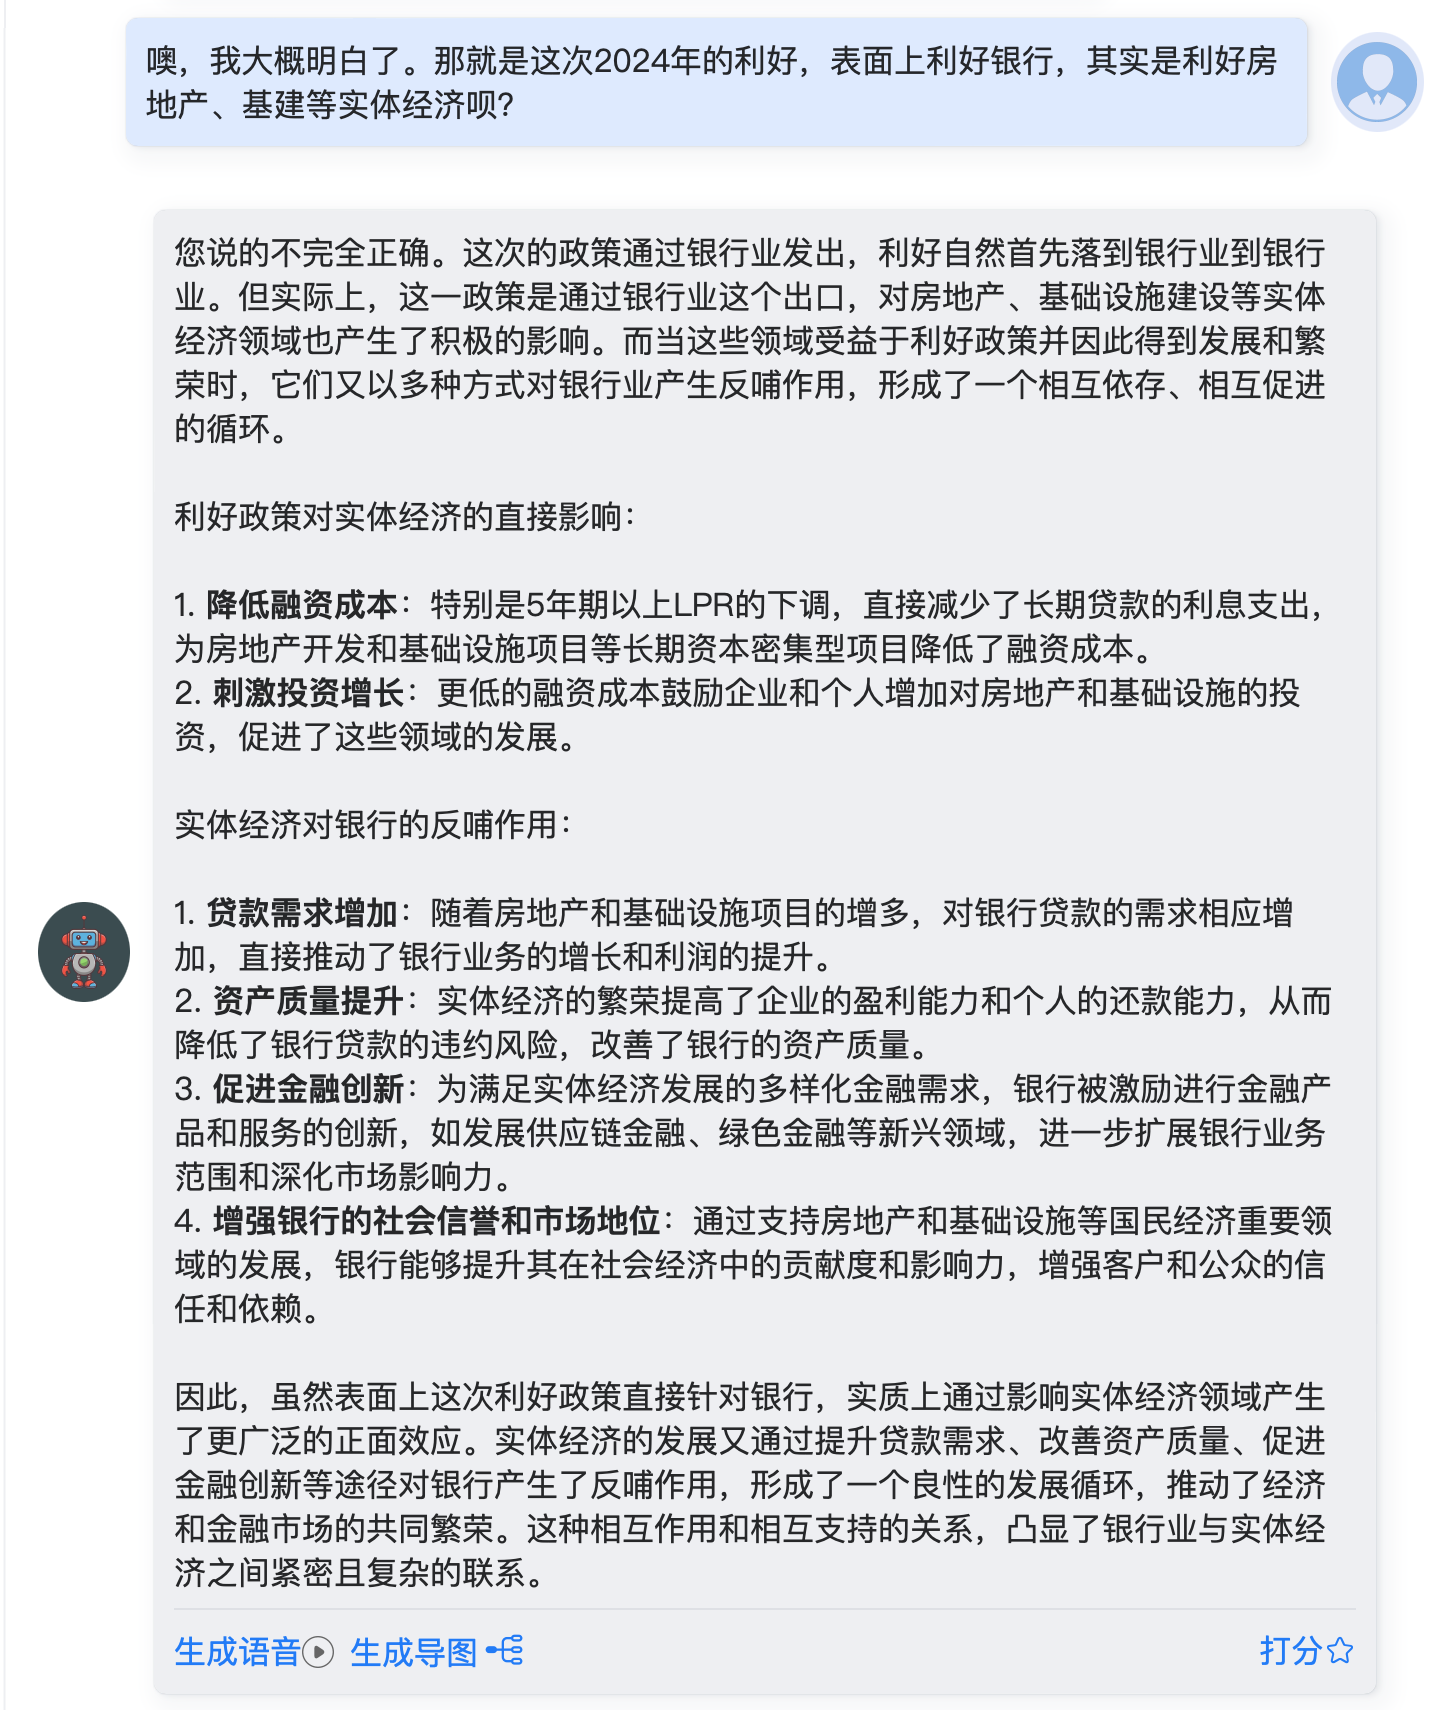 噢，我大概明白了。那就是这次2024年的利好，表面上利好银行，其实是利好房
地产、基建等实体经济呗？
您说的不完全正确。这次的政策通过银行业发出，利好自然首先落到银行业到银行
业。但实际上，这一政策是通过银行业这个出口，对房地产、基础设施建设等实体
经济领域也产生了积极的影响。而当这些领域受益于利好政策并因此得到发展和繁
荣时，它们又以多种方式对银行业产生反哺作用，形成了一个相互依存、相互促进
的循环。
利好政策对实体经济的直接影响：
1. 降低融资成本：特别是5年期以上LPR的下调，直接减少了长期贷款的利息支出，
为房地产开发和基础设施项目等长期资本密集型项目降低了融资成本。
2. 刺激投资增长：更低的融资成本鼓励企业和个人增加对房地产和基础设施的投
资，促进了这些领域的发展。
实体经济对银行的反哺作用：
1. 贷款需求增加：随着房地产和基础设施项目的增多，对银行贷款的需求相应增
加，直接推动了银行业务的增长和利润的提升。
2. 资产质量提升：实体经济的繁荣提高了企业的盈利能力和个人的还款能力，从而
降低了银行贷款的违约风险，改善了银行的资产质量。
3. 促进金融创新：为满足实体经济发展的多样化金融需求，银行被激励进行金融产
品和服务的创新，如发展供应链金融、绿色金融等新兴领域，进一步扩展银行业务
范围和深化市场影响力。
4. 增强银行的社会信誉和市场地位：通过支持房地产和基础设施等国民经济重要领
域的发展，银行能够提升其在社会经济中的贡献度和影响力，增强客户和公众的信
任和依赖。
因此，虽然表面上这次利好政策直接针对银行，实质上通过影响实体经济领域产生
了更广泛的正面效应。实体经济的发展又通过提升贷款需求、改善资产质量、促进
金融创新等途径对银行产生了反哺作用，形成了一个良性的发展循环，推动了经济
和金融市场的共同繁荣。这种相互作用和相互支持的关系，凸显了银行业与实体经
济之间紧密且复杂的联系。
生成语音 生成导图 打分